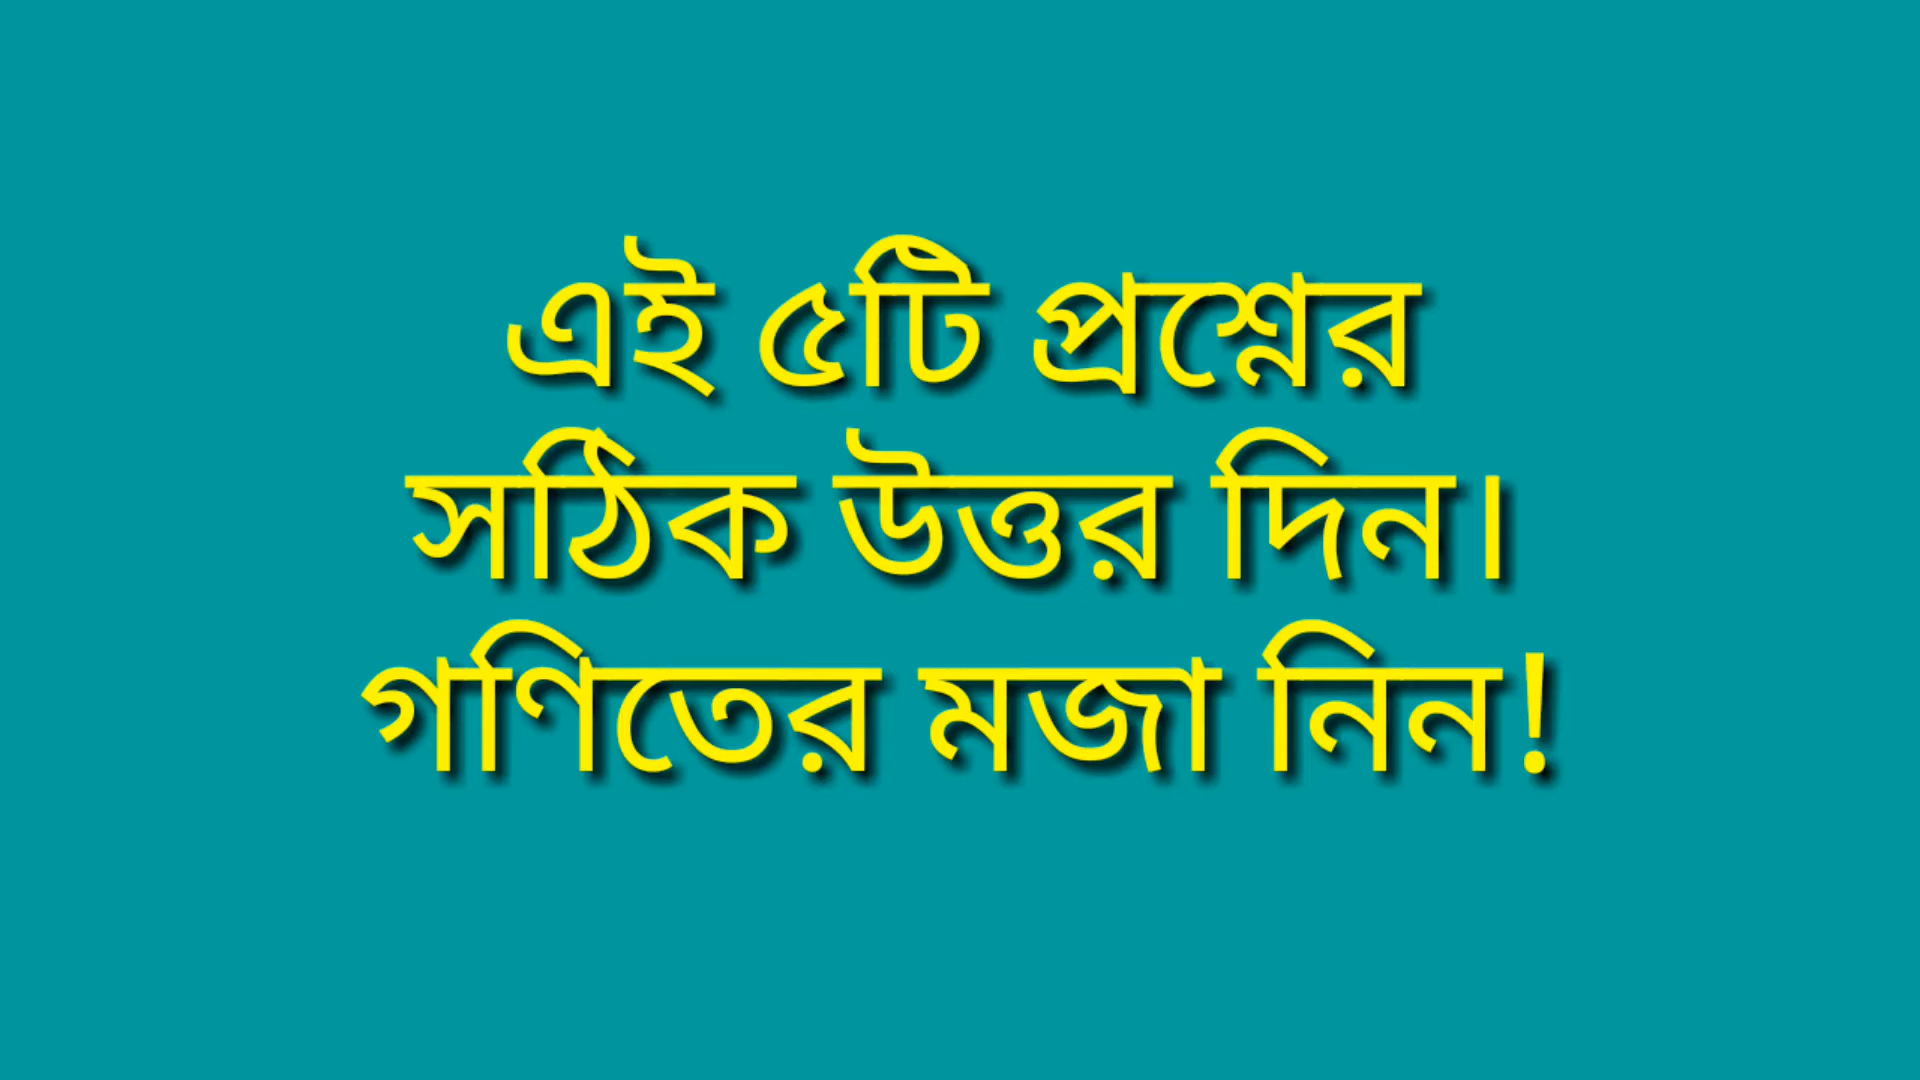 এই ৫টি প্রশ্নের
সঠিক উত্তর দিন।
গণিতের মজা নিন!